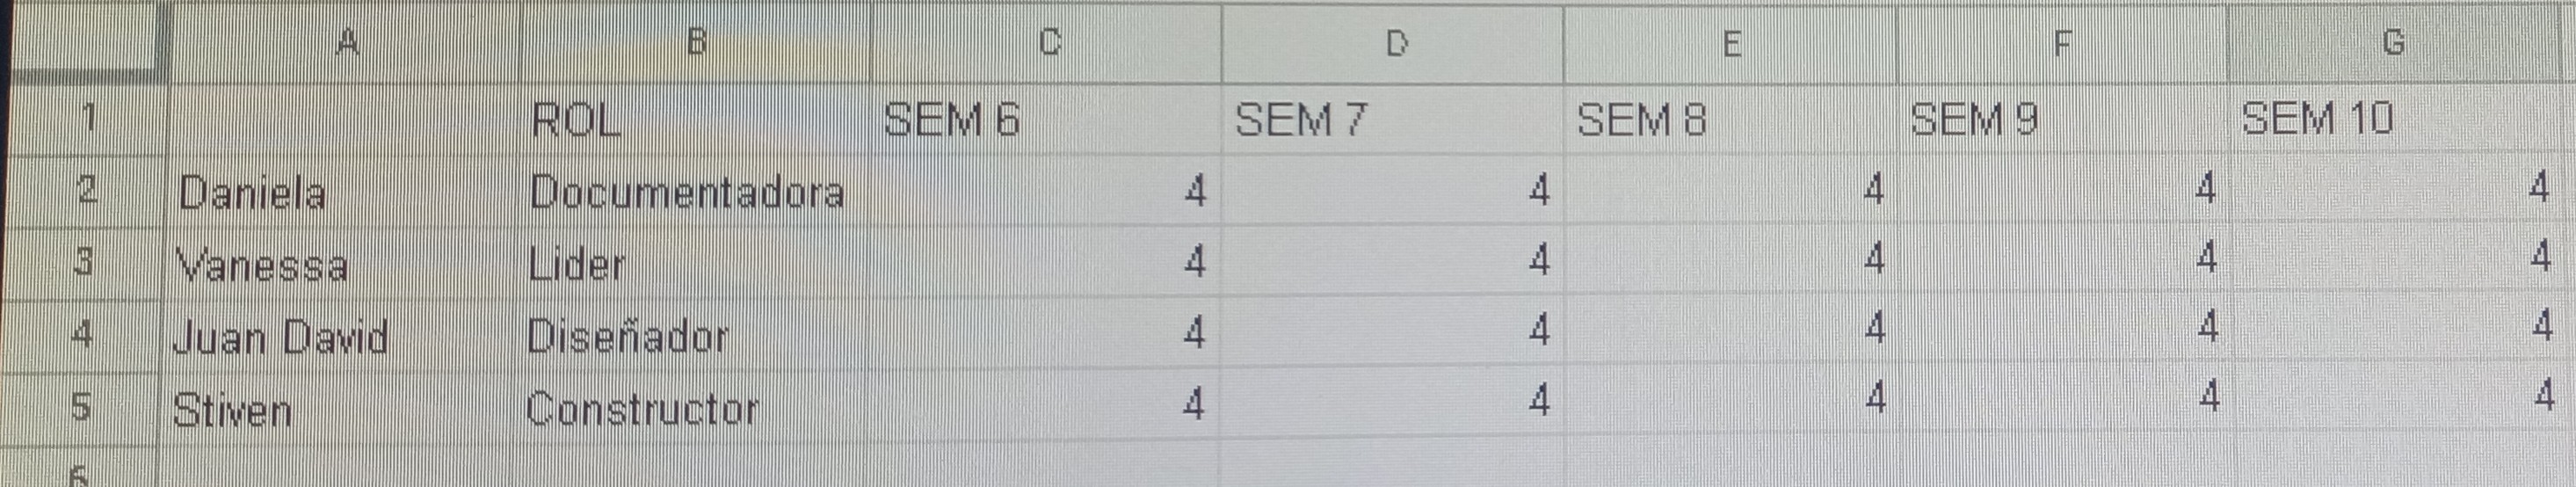 A B C D E F G
1 ROL SEM 6 SEM 7 SEM 8 SEM 9 SEM 10
2 Daniela Documentadora 4 4 4 4 4
3 Vanessa Lider 4 4 4 4 4
4 Juan David Diseñador 4 4 4 4 4
5 Stiven Constructor 4 4 4 4 4
6